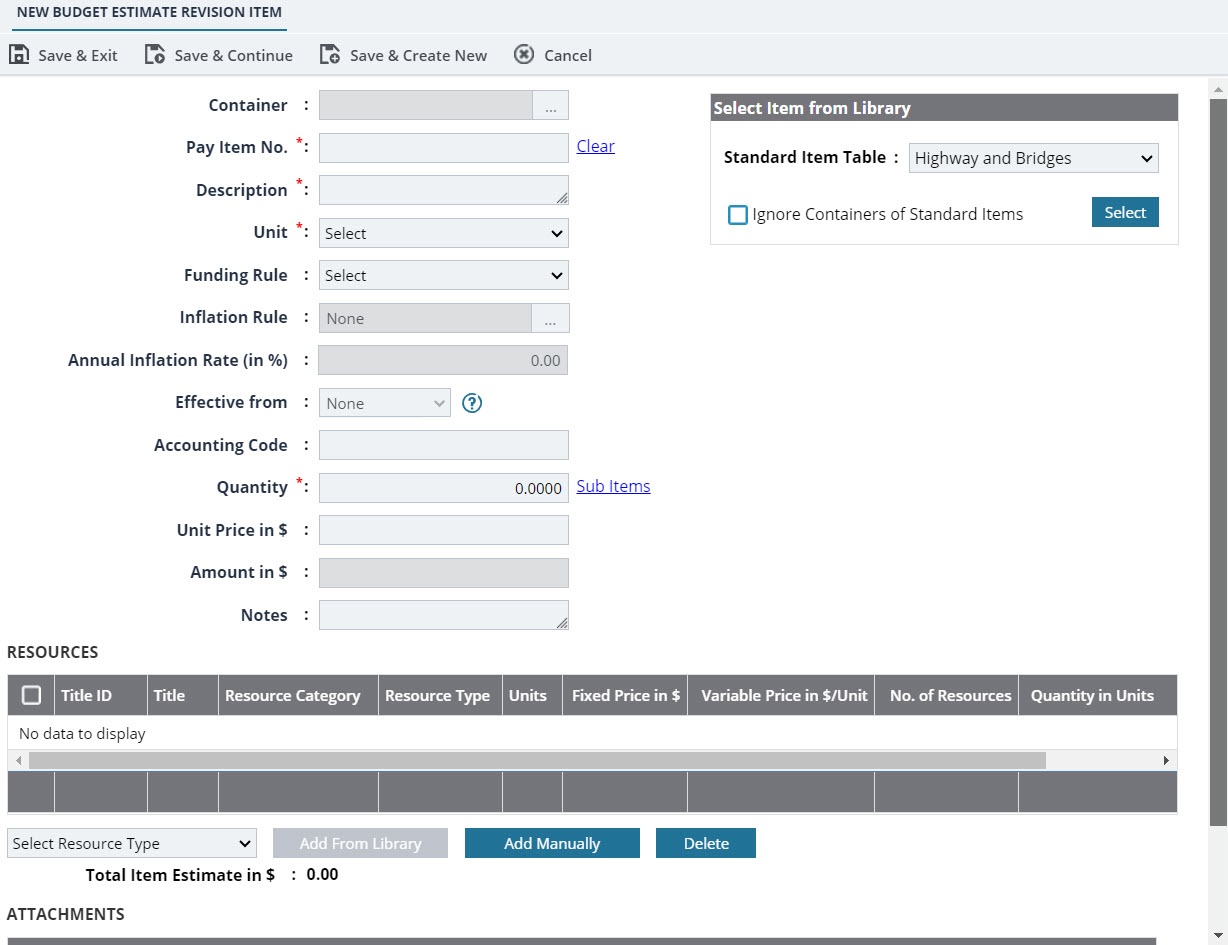 NEW BUDGET ESTIMATE REVISION ITEM
Save & Exit Save & Continue Save & Create New Cancel
Container : ...
Pay Item No. *: Clear
Description *:
Unit *: Select
Funding Rule : Select
Inflation Rule : None ...
Annual Inflation Rate (in %) : 0.00
Effective from : None ?
Accounting Code :
Quantity *: 0.0000 Sub Items
Unit Price in $ :
Amount in $ :
Notes :
Select Item from Library
Standard Item Table : Highway and Bridges
Ignore Containers of Standard Items Select
RESOURCES
Title ID Title Resource Category Resource Type Units Fixed Price in $ Variable Price in $/Unit No. of Resources Quantity in Units
No data to display
Select Resource Type Add From Library Add Manually Delete
Total Item Estimate in $ : 0.00
ATTACHMENTS